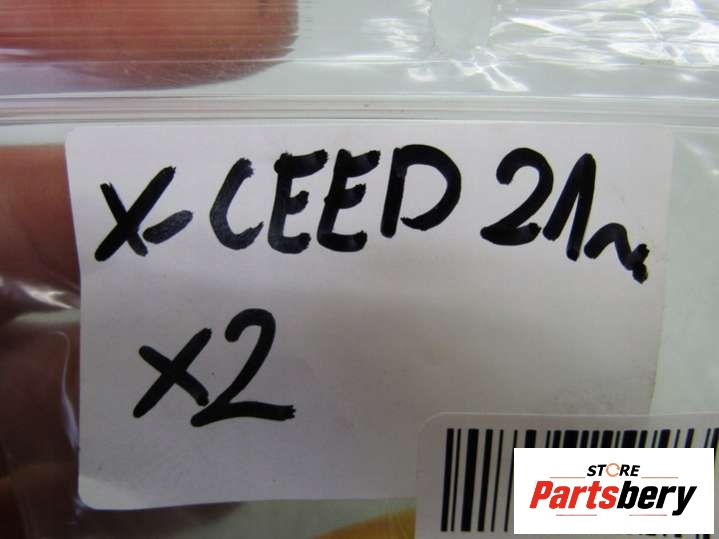 X-CEED 21r.
x2
STORE
Partsbery